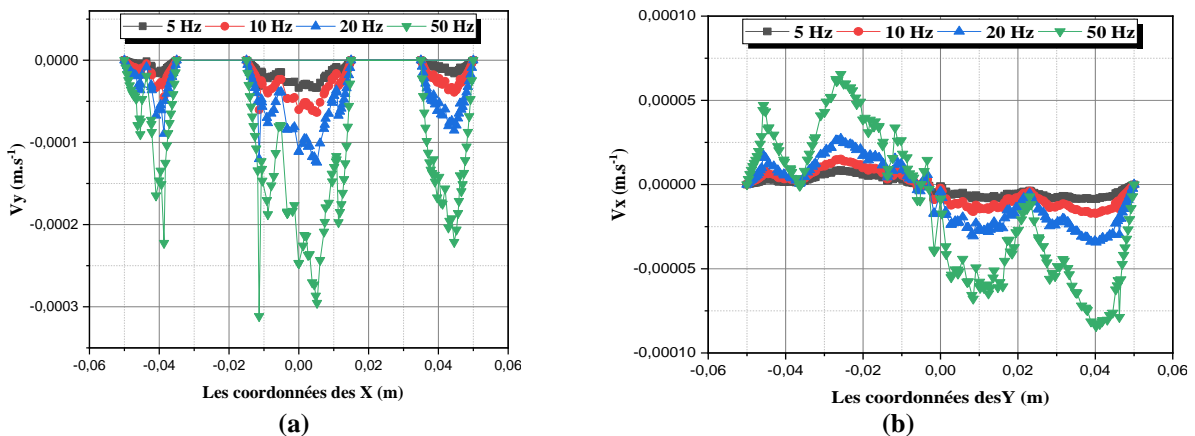 5 Hz 10 Hz 20 Hz 50 Hz
0,0000
-0,0001
-0,0002
-0,0003
Vy (m.s-1)
-0,06 -0,04 -0,02 0,00 0,02 0,04 0,06
Les coordonnées des X (m)
(a)
0,00010
5 Hz 10 Hz 20 Hz 50 Hz
0,00005
0,00000
-0,00005
-0,00010
Vx (m.s-1)
-0,06 -0,04 -0,02 0,00 0,02 0,04 0,06
Les coordonnées desY (m)
(b)